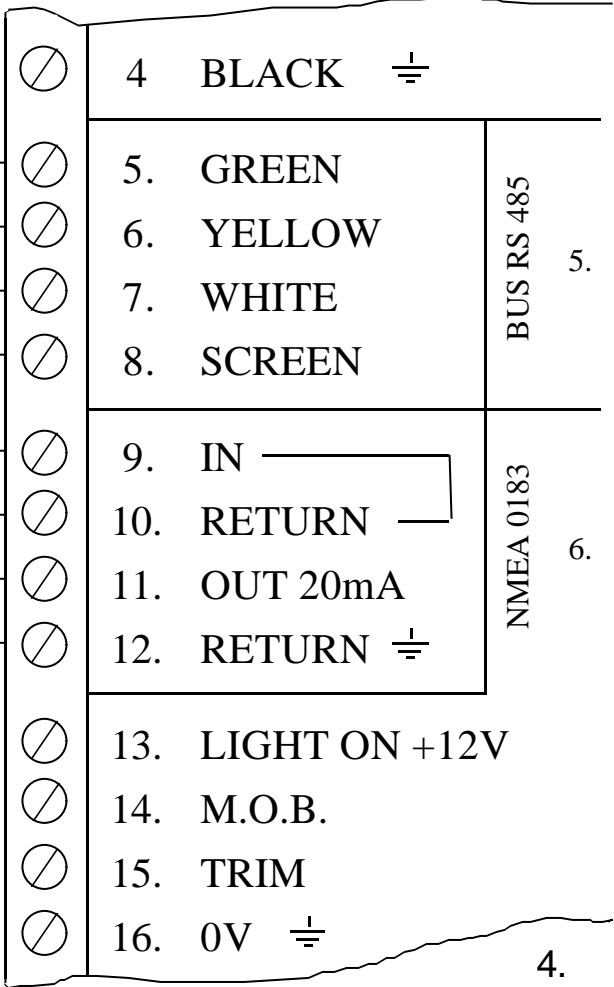 4 BLACK
5. GREEN
6. YELLOW
7. WHITE
8. SCREEN
BUS RS 485
5.
9. IN
10. RETURN
11. OUT 20mA
12. RETURN
NMEA 0183
6.
13. LIGHT ON +12V
14. M.O.B.
15. TRIM
16. 0V
4.